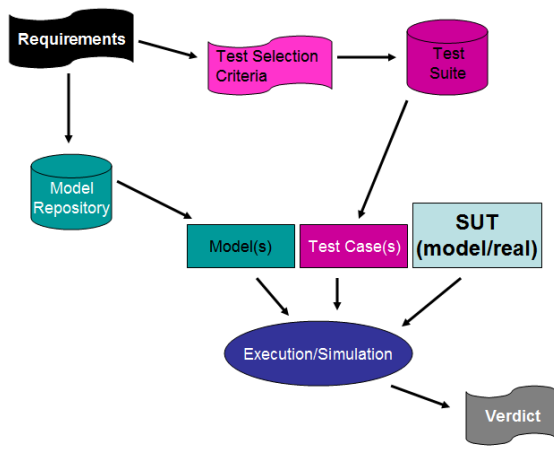 Requirements
Test Selection
Criteria
Test
Suite
Model
Repository
Model(s)
Test Case(s)
SUT
(model/real)
Execution/Simulation
Verdict